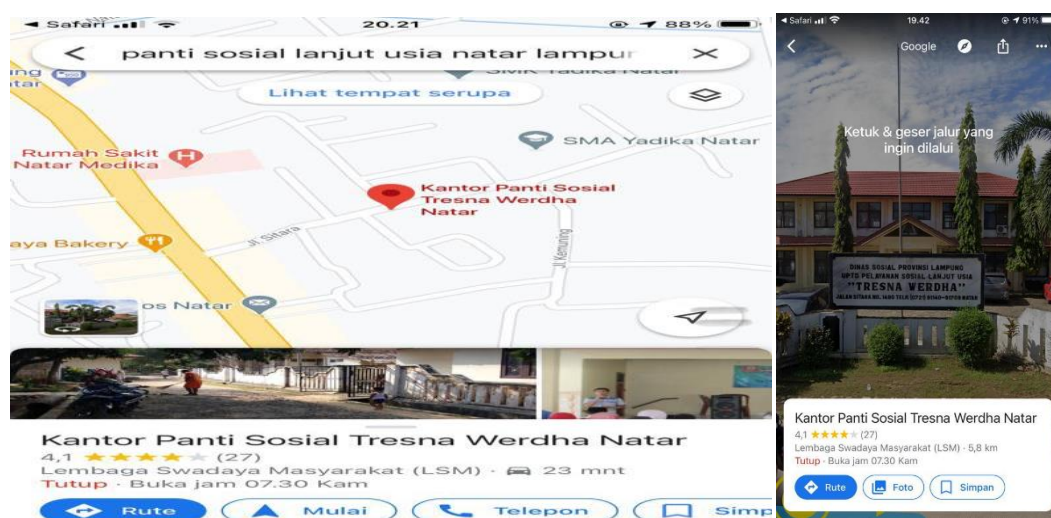 Safari
20.21
88%
panti sosial lanjut usia natar lampur
SMK Yadika Natar
Lihat tempat serupa
SMA Yadika Natar
Rumah Sakit
Natar Medika
Kantor Panti Sosial
Tresna Werdha
Natar
aya Bakery
Jl. Sitara
Jl. Kemuning
os Natar
Kantor Panti Sosial Tresna Werdha Natar
4,1 (27)
Lembaga Swadaya Masyarakat (LSM) · 23 mnt
Tutup · Buka jam 07.30 Kam
Rute
Mulai
Telepon
Simp
Safari
19.42
91%
Google
Ketuk & geser jalur yang
ingin dilalui
DINAS SOSIAL PROVINSI LAMPUNG
UPTD PELAYANAN SOSIAL LANJUT USIA
"TRESNA WERDHA"
Kantor Panti Sosial Tresna Werdha Natar
4,1 (27)
Lembaga Swadaya Masyarakat (LSM) · 5,8 km
Tutup · Buka jam 07.30 Kam
Rute
Foto
Simpan